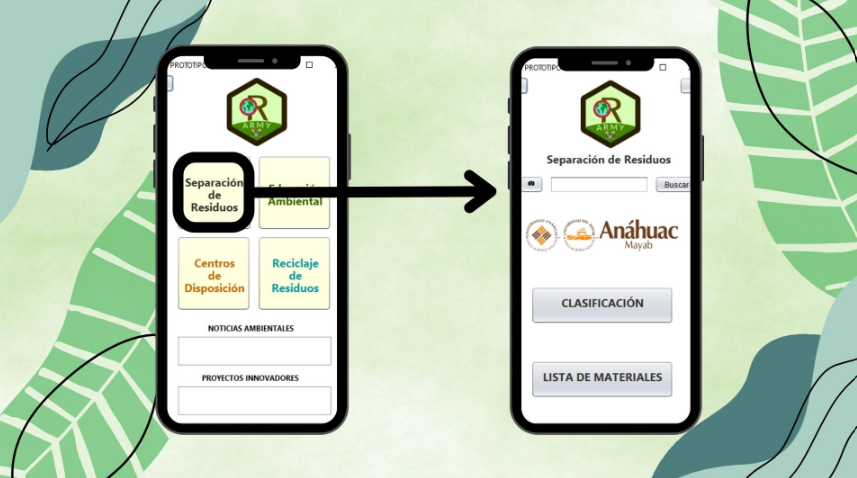 PROTOTIPO
R
ARMY
Separación
de
Residuos
Educación
Ambiental
Centros
de
Disposición
Reciclaje
de
Residuos
NOTICIAS AMBIENTALES
PROYECTOS INNOVADORES
PROTOTIPO
R
ARMY
Separación de Residuos
Buscar
Anáhuac
Mayab
CLASIFICACIÓN
LISTA DE MATERIALES